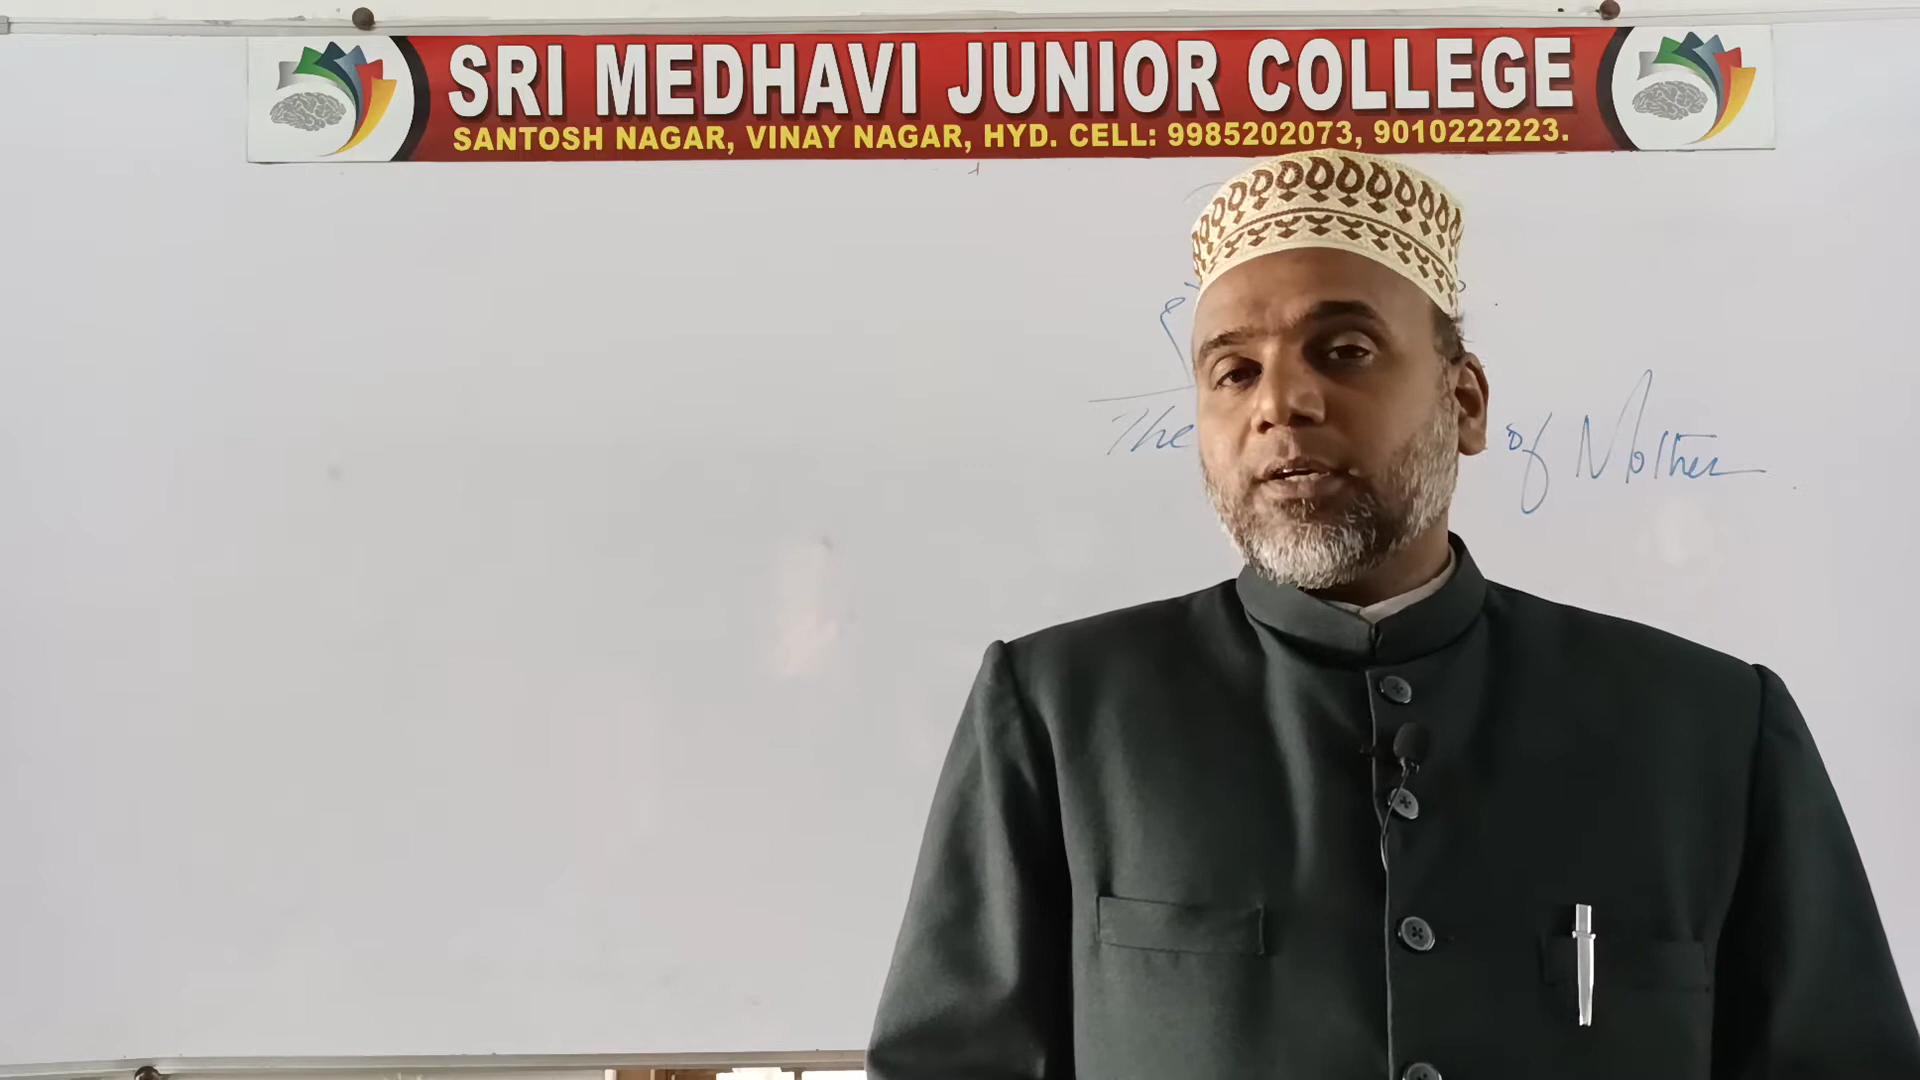 SRI MEDHAVI JUNIOR COLLEGE
SANTOSH NAGAR, VINAY NAGAR, HYD. CELL: 9985202073, 9010222223.
The of Mother